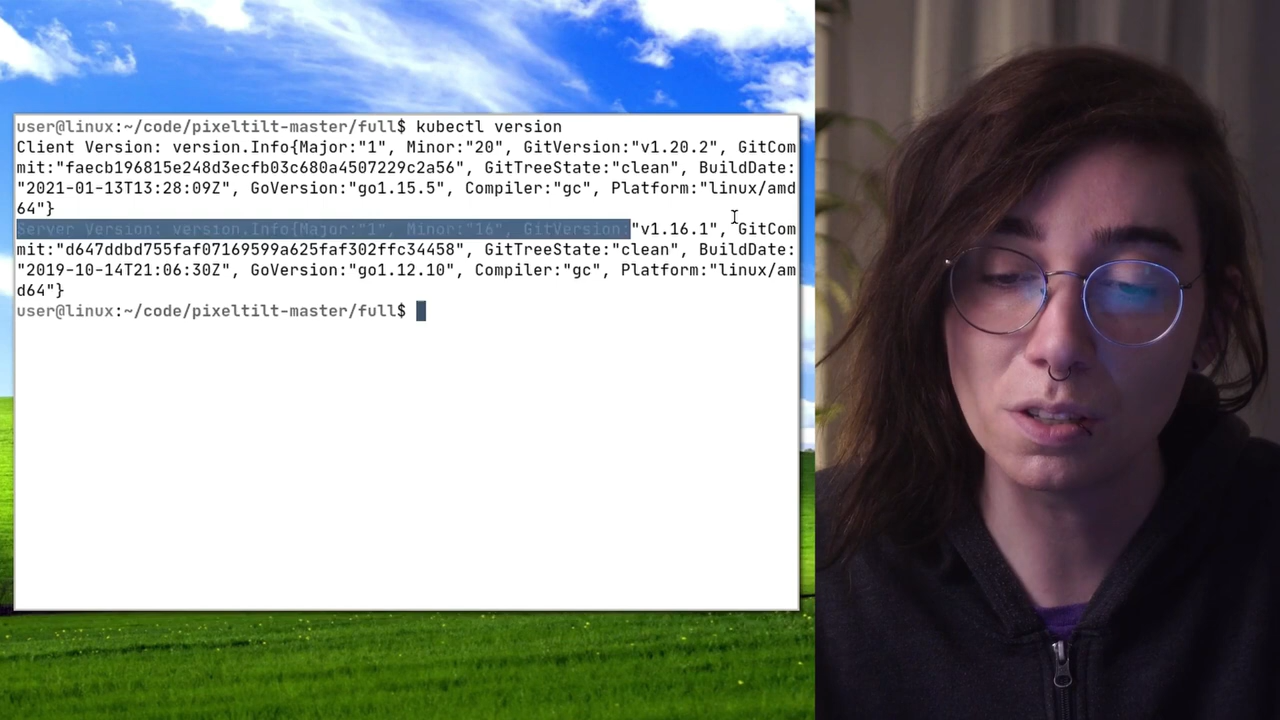 user@linux:~/code/pixeltilt-master/full$ kubectl version
Client Version: version.Info{Major:"1", Minor:"20", GitVersion:"v1.20.2", GitCom
mit:"faecb196815e248d3ecfb03c680a4507229c2a56", GitTreeState:"clean", BuildDate:
"2021-01-13T13:28:09Z", GoVersion:"go1.15.5", Compiler:"gc", Platform:"linux/amd
64"}
Server Version: version.Info{Major:"1", Minor:"16", GitVersion:"v1.16.1", GitCom
mit:"d647ddbd755faf07169599a625faf302ffc34458", GitTreeState:"clean", BuildDate:
"2019-10-14T21:06:30Z", GoVersion:"go1.12.10", Compiler:"gc", Platform:"linux/am
d64"}
user@linux:~/code/pixeltilt-master/full$